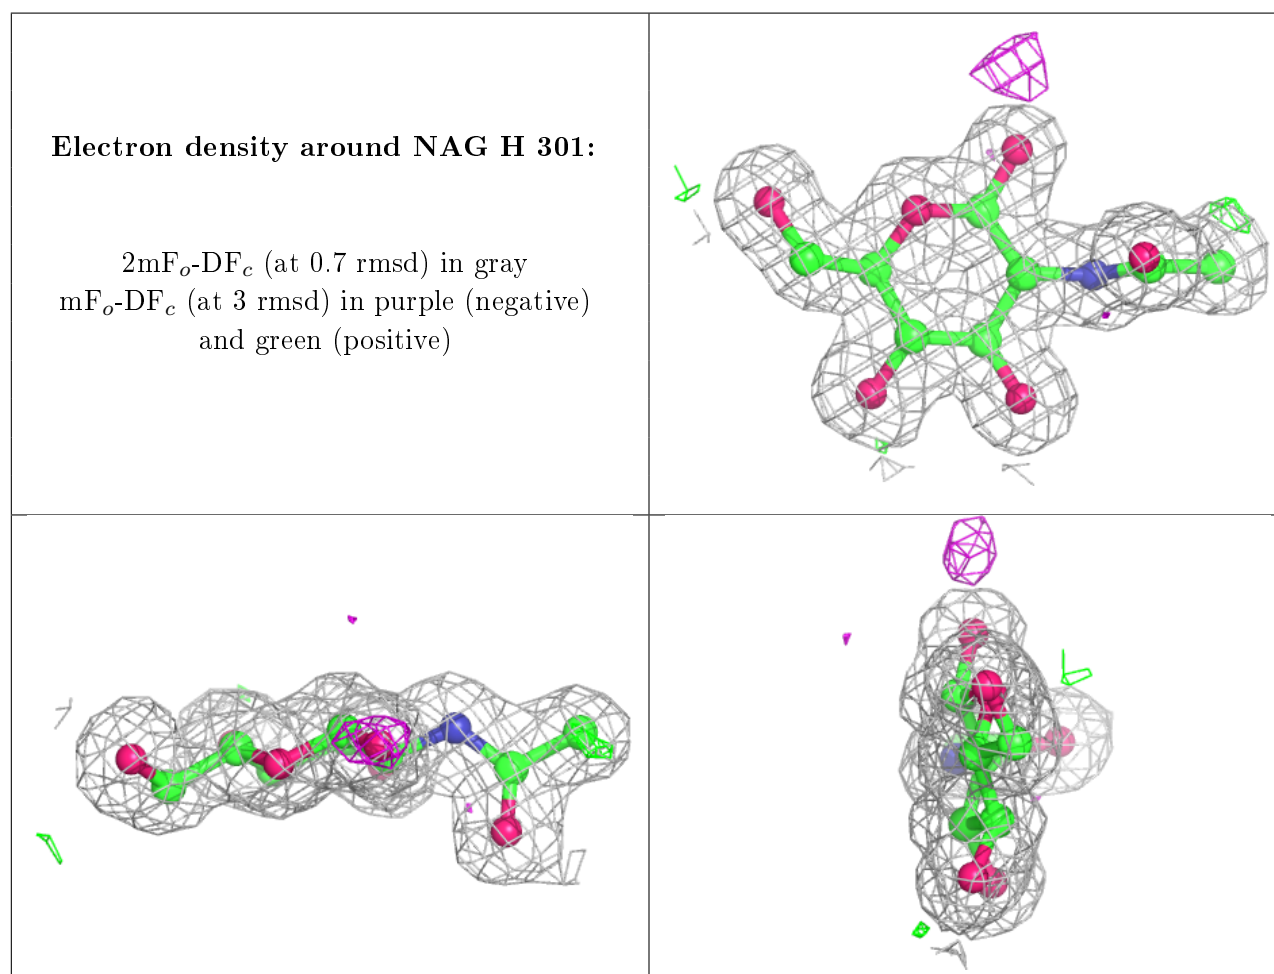 Electron density around NAG H 301:
2mFo-DFc (at 0.7 rmsd) in gray
mFo-DFc (at 3 rmsd) in purple (negative)
and green (positive)